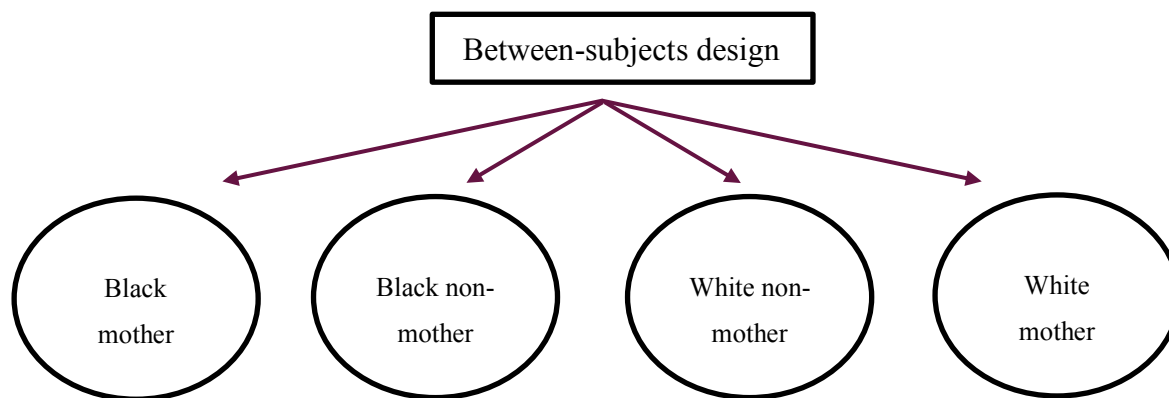 Between-subjects design
Black
mother
Black non-
mother
White non-
mother
White
mother